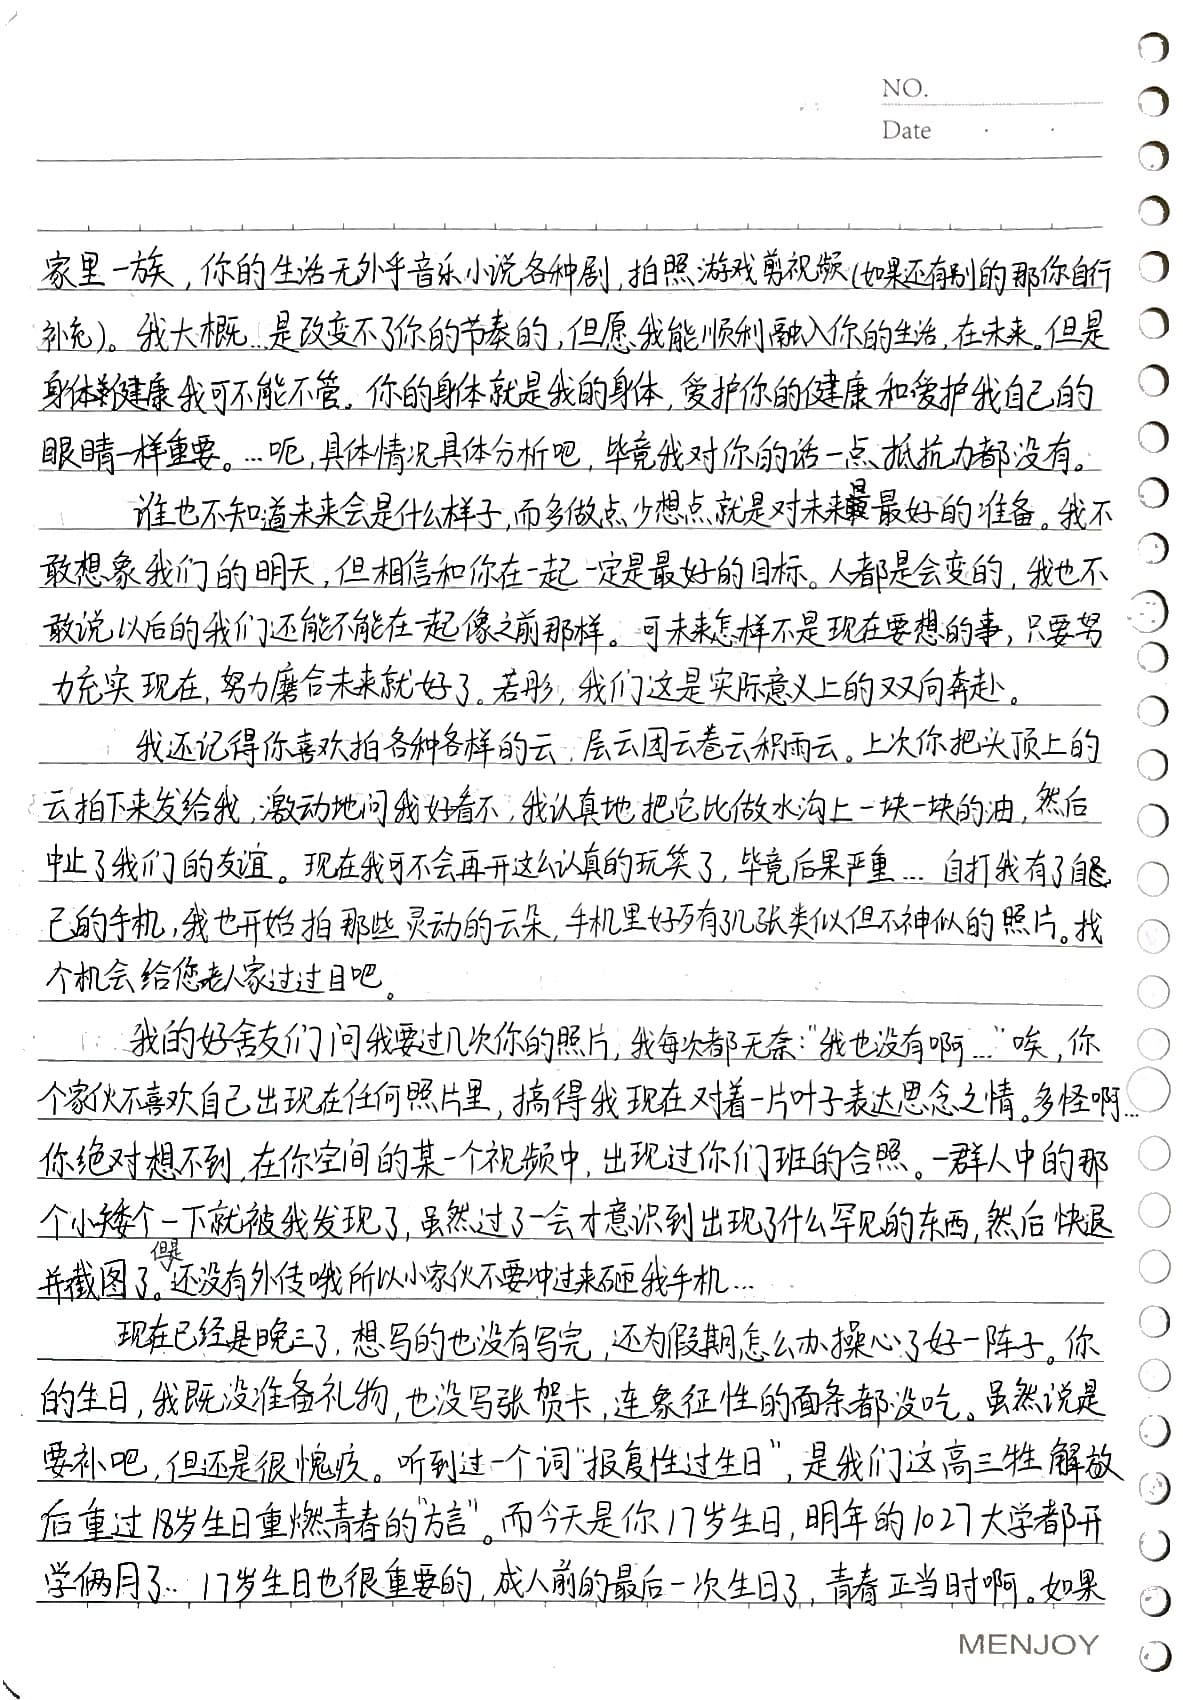 NO.
Date
家里一族，你的生活无外乎音乐小说各种剧，拍照游戏剪视频（如果还有别的那你自行
补充）。我大概…是改变不了你的节奏的，但愿我能顺利融入你的生活，在未来。但是
身体健康我可不能不管。你的身体就是我的身体，爱护你的健康和爱护我自己的
眼睛一样重要。…呃，具体情况具体分析吧，毕竟我对你的话一点抵抗力都没有。
谁也不知道未来会是什么样子，而多做点少想点就是对未来最好的准备。我不
敢想象我们的明天，但相信和你在一起一定是最好的目标。人都是会变的，我也不
敢说以后的我们还能不能在一起像之前那样。可未来怎样不是现在要想的事，只要努
力充实现在，努力磨合未来就好了。若彤，我们这是实际意义上的双向奔赴。
我还记得你喜欢拍各种各样的云，层云团云卷云积雨云。上次你把头顶上的
云拍下来发给我，激动地问我好看不，我认真地把它比做水沟上一块一块的油，然后
中止了我们的友谊。现在我可不会再开这么认真的玩笑了，毕竟后果严重… 自打我有了自
己的手机，我也开始拍那些灵动的云朵，手机里好歹有了几张类似但不神似的照片。找
个机会给您老人家过过目吧。
我的好舍友们问我要过几次你的照片，我每次都无奈：“我也没有啊…”唉，你
个家伙不喜欢自己出现在任何照片里，搞得我现在对着一片叶子表达思念之情。多怪啊…
你绝对想不到，在你空间的某一个视频中，出现过你们班的合照。一群人中的那
个小矮个一下就被我发现了，虽然过了一会才意识到出现了什么罕见的东西，然后快退
并截图了。但是还没有外传哦所以小家伙不要冲过来砸我手机…
现在已经是晚三了，想写的也没有写完，还为假期怎么办操心了好一阵子。你
的生日，我既没准备礼物，也没写张贺卡，连象征性的面条都没吃。虽然说是
要补吧，但还是很愧疚。听到过一个词“报复性过生日”，是我们这高三牲解放
后重过18岁生日重燃青春的“方言”。而今天是你17岁生日，明年的1027大学都开
学俩月了… 17岁生日也很重要的，成人前的最后一次生日了，青春正当时啊。如果
MENJOY